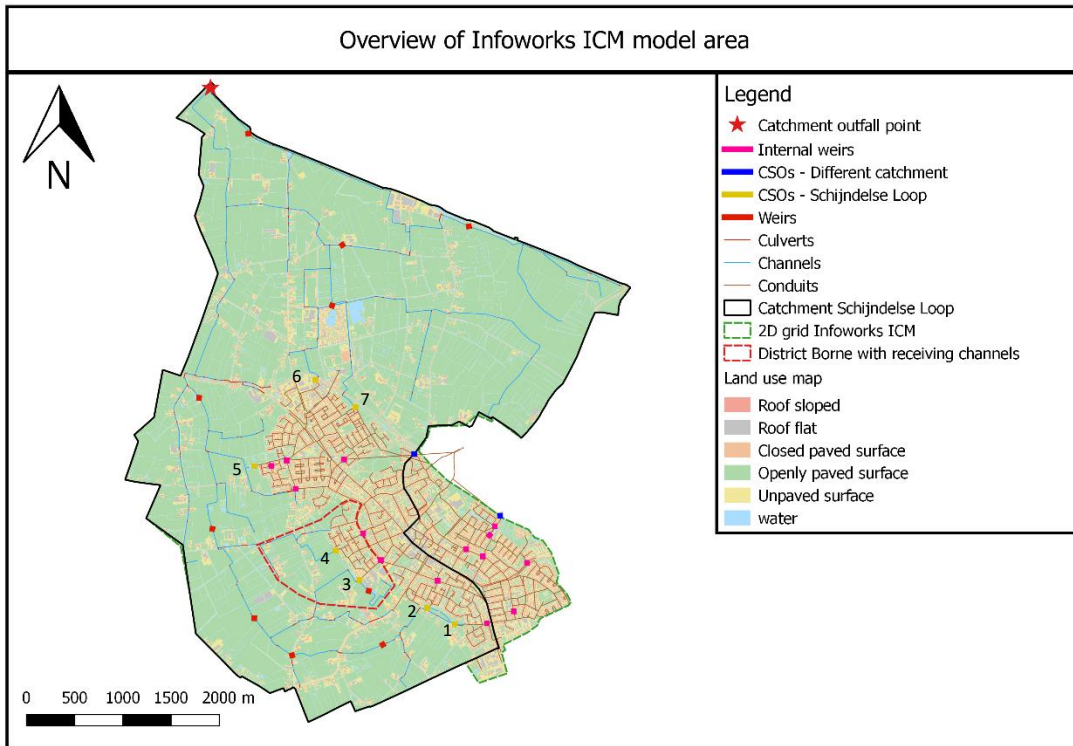 Overview of Infoworks ICM model area
N
6
7
5
4
3
2
1
0 500 1000 1500 2000 m
Legend
Catchment outfall point
Internal weirs
CSOs - Different catchment
CSOs - Schijndelse Loop
Weirs
Culverts
Channels
Conduits
Catchment Schijndelse Loop
2D grid Infoworks ICM
District Borne with receiving channels
Land use map
Roof sloped
Roof flat
Closed paved surface
Openly paved surface
Unpaved surface
water